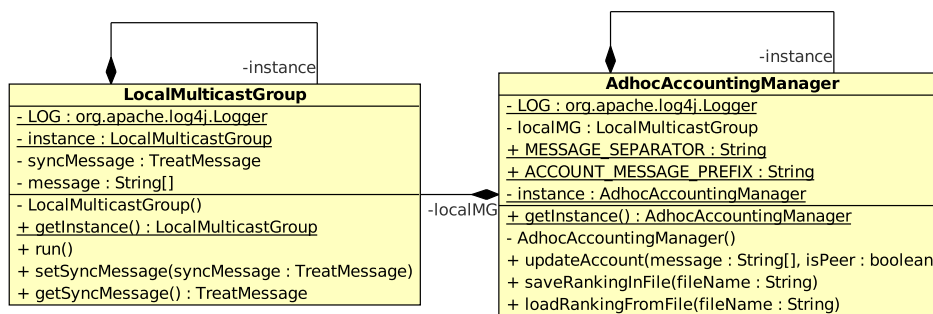 -instance
LocalMulticastGroup
- LOG : org.apache.log4j.Logger
- instance : LocalMulticastGroup
- syncMessage : TreatMessage
- message : String[]
- LocalMulticastGroup()
+ getInstance() : LocalMulticastGroup
+ run()
+ setSyncMessage(syncMessage : TreatMessage)
+ getSyncMessage() : TreatMessage
-localMG
-instance
AdhocAccountingManager
- LOG : org.apache.log4j.Logger
- localMG : LocalMulticastGroup
+ MESSAGE_SEPARATOR : String
+ ACCOUNT_MESSAGE_PREFIX : String
- instance : AdhocAccountingManager
+ getInstance() : AdhocAccountingManager
- AdhocAccountingManager()
+ updateAccount(message : String[], isPeer : boolean
+ saveRankingInFile(fileName : String)
+ loadRankingFromFile(fileName : String)